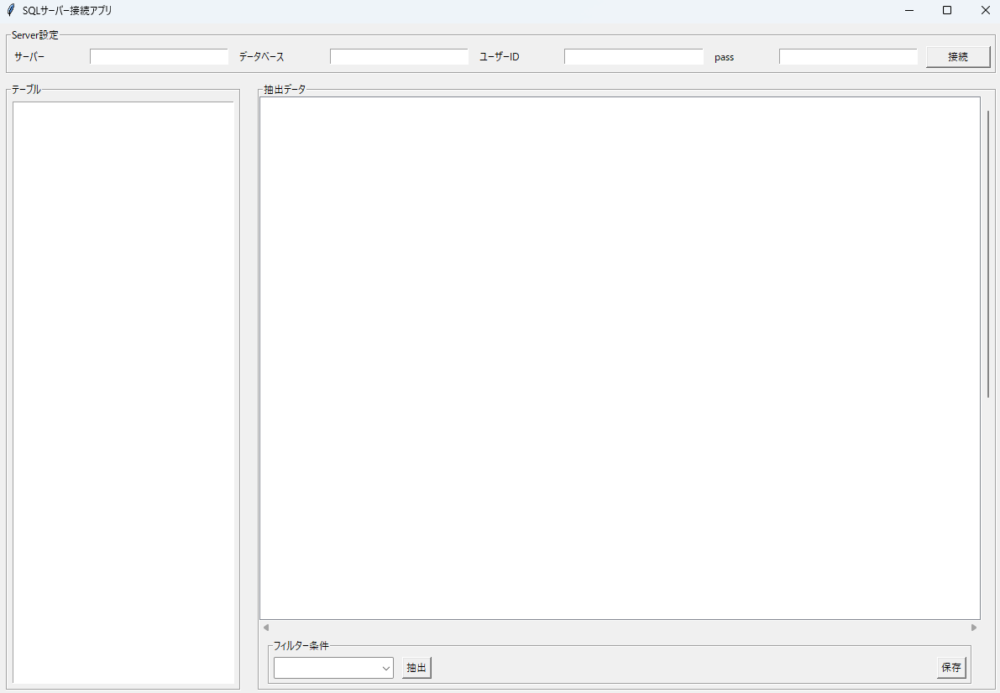 SQLサーバー接続アプリ
Server設定
サーバー データベース ユーザーID pass 接続
テーブル 抽出データ
フィルター条件
抽出 保存